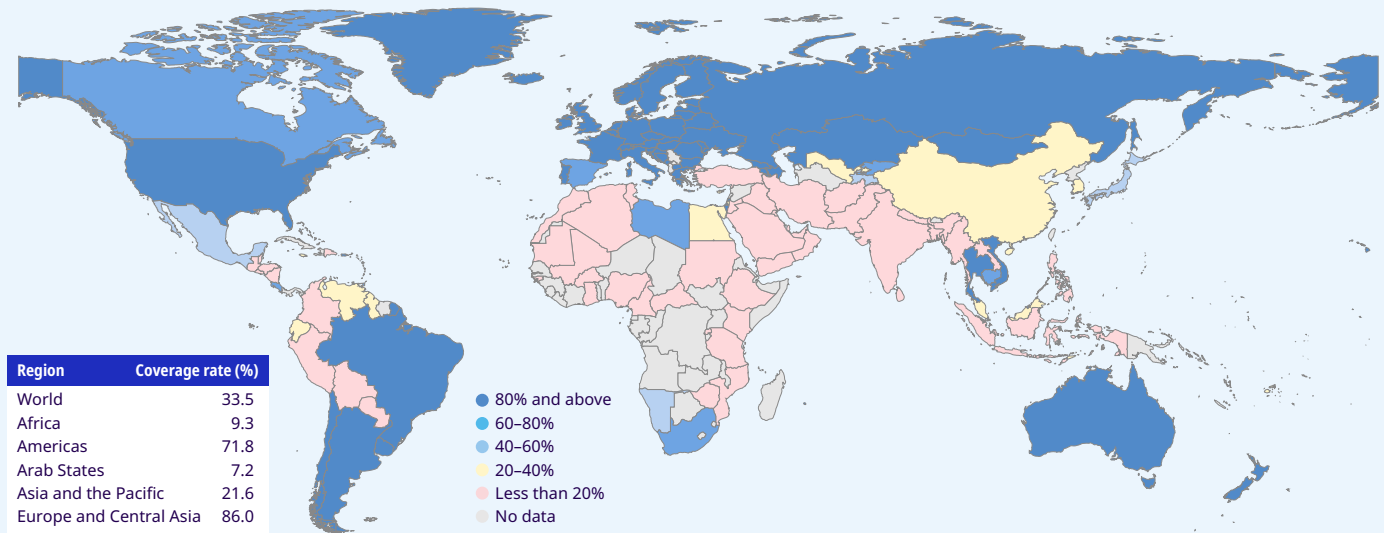 Region Coverage rate (%)
World 33.5
Africa 9.3
Americas 71.8
Arab States 7.2
Asia and the Pacific 21.6
Europe and Central Asia 86.0
80% and above
60–80%
40–60%
20–40%
Less than 20%
No data